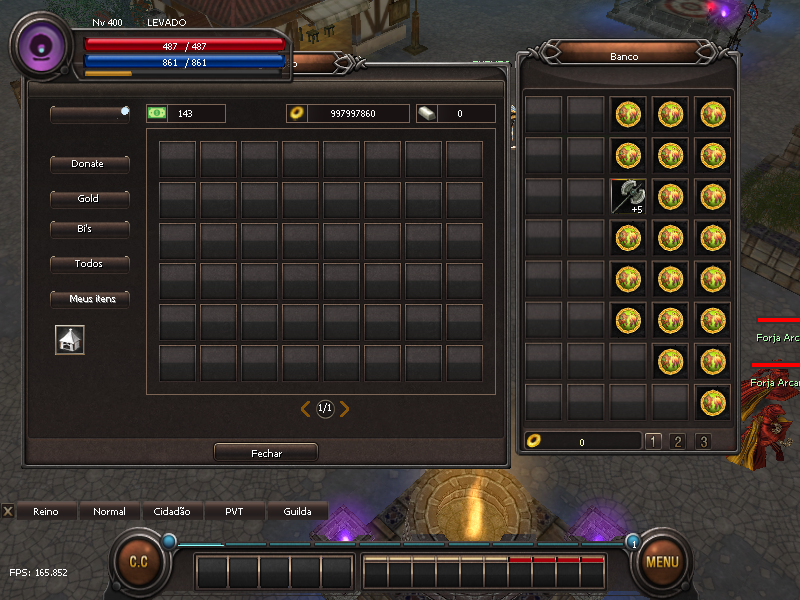 Nv 400 LEVADO
487 / 487
861 / 861
Banco
143
997997860
0
Donate
Gold
Bi's
Todos
Meus itens
+5
1/1
Fechar
0
1 2 3
Forja Arc
Forja Arcar
X Reino Normal Cidadão PVT Guilda
C.C
1
MENU
FPS: 165.852